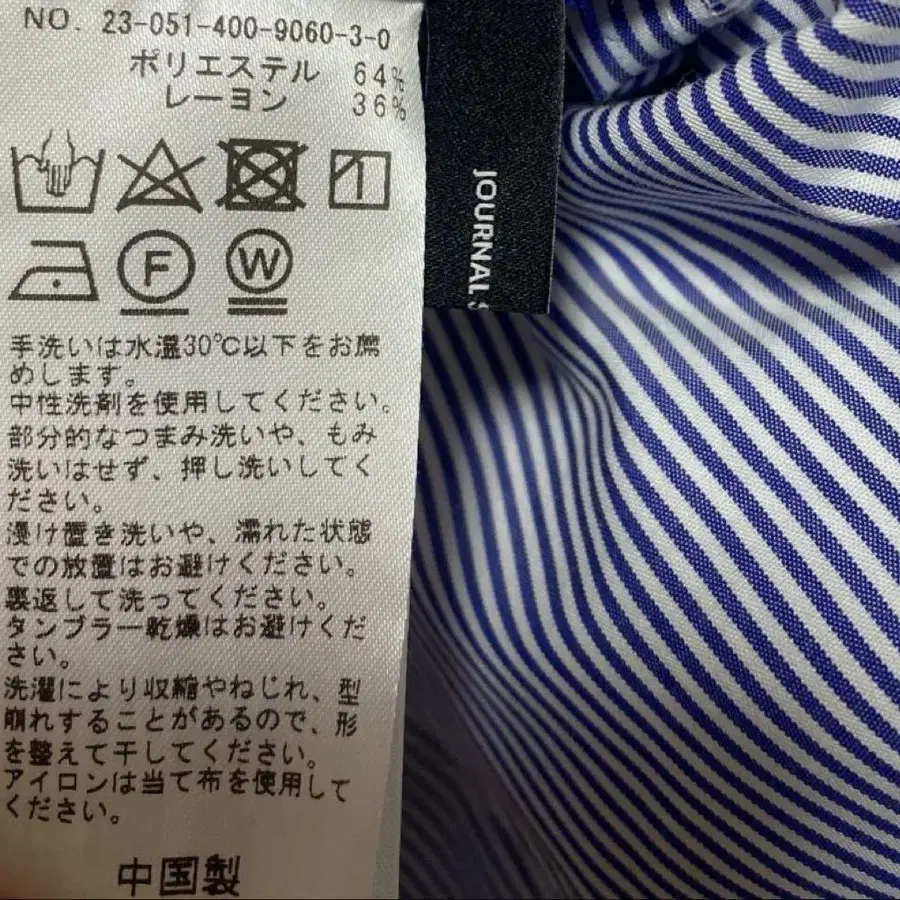 NO. 23-051-400-9060-3-0
ポリエステル 64%
レーヨン 36%
F
W
手洗いは水温30℃以下をお薦
めします。
中性洗剤を使用してください。
部分的なつまみ洗いや、もみ
洗いはせず、押し洗いしてく
ださい。
浸け置き洗いや、濡れた状態
での放置はお避けください。
裏返して洗ってください。
タンブラー乾燥はお避けくだ
さい。
洗濯により収縮やねじれ、型
崩れすることがあるので、形
を整えて干してください。
アイロンは当て布を使用して
ください。
中国製
JOURNAL S